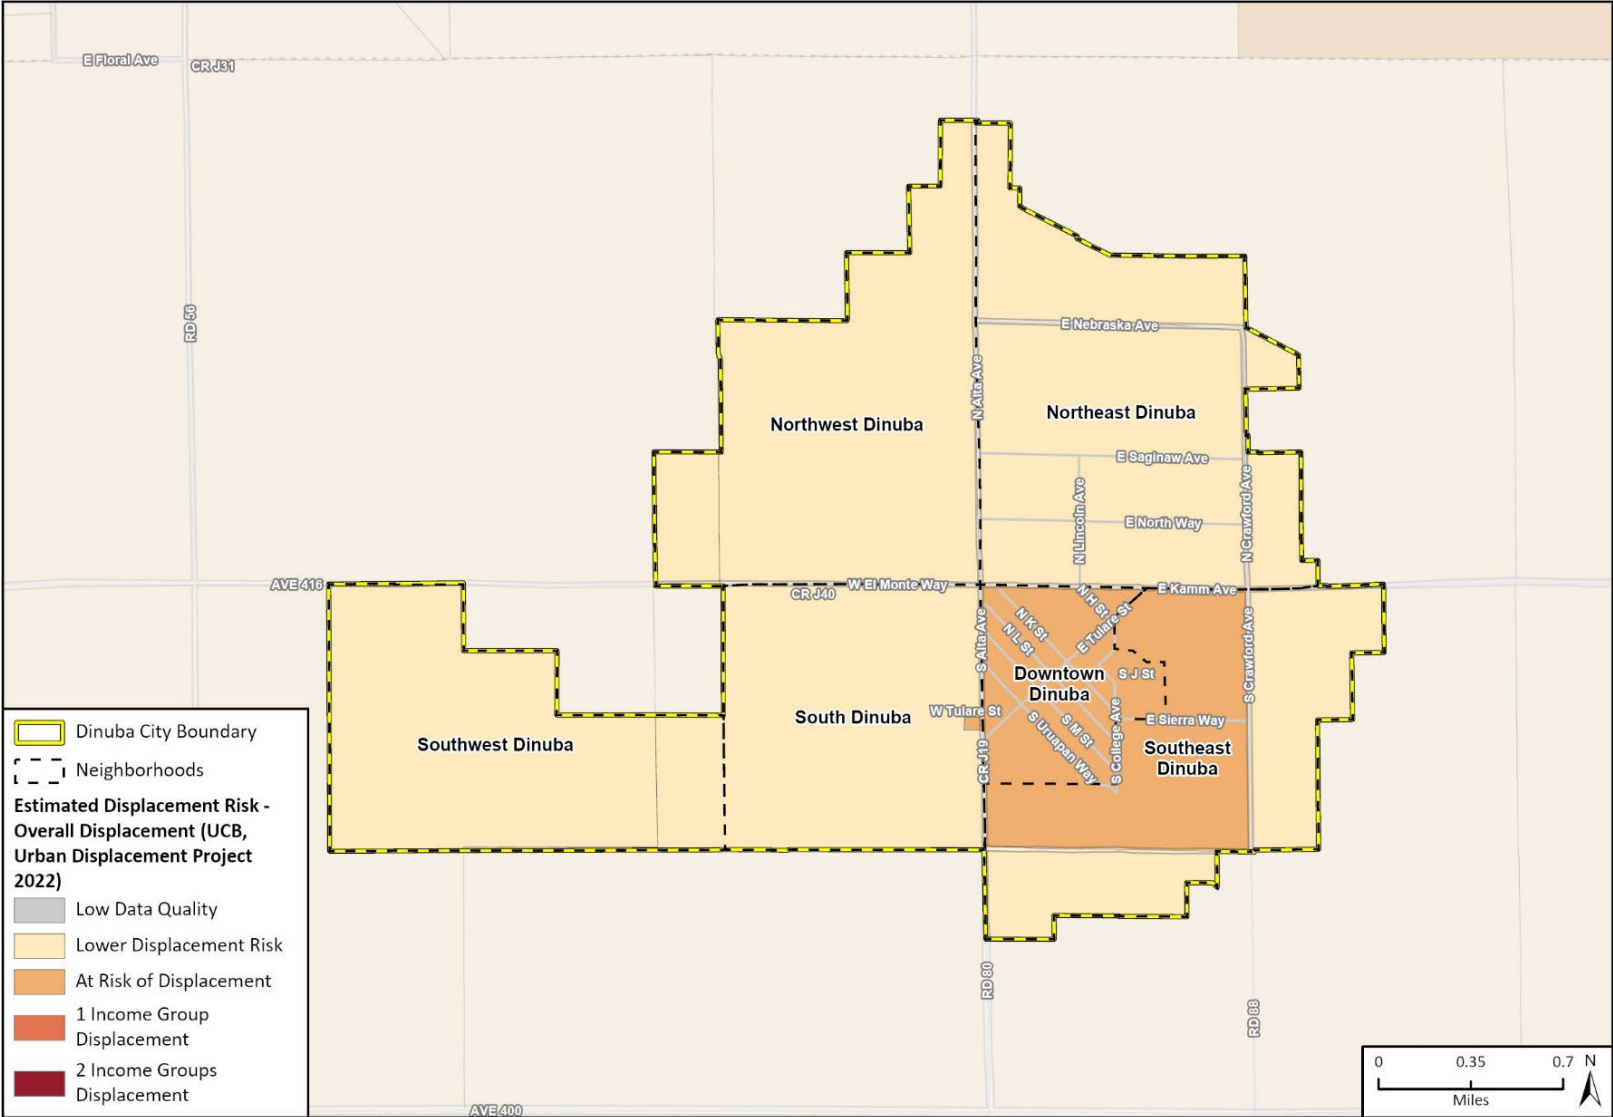 E Floral Ave
CR J31
RD 56
E Nebraska Ave
N Alta Ave
Northwest Dinuba
Northeast Dinuba
E Saginaw Ave
N Lincoln Ave
N Crawford Ave
E North Way
AVE 416
W El Monte Way
CR J40
E Kamm Ave
N H St
N K St
E Tulare St
N L St
S Alta Ave
S Crawford Ave
Downtown
Dinuba
S J St
W Tulare St
South Dinuba
S M St
E Sierra Way
S Uruapan Way
S College Ave
Southwest Dinuba
Southeast
Dinuba
CR J19
RD 80
RD 88
AVE 400
Dinuba City Boundary
Neighborhoods
Estimated Displacement Risk -
Overall Displacement (UCB,
Urban Displacement Project
2022)
Low Data Quality
Lower Displacement Risk
At Risk of Displacement
1 Income Group
Displacement
2 Income Groups
Displacement
0 0.35 0.7
Miles
N